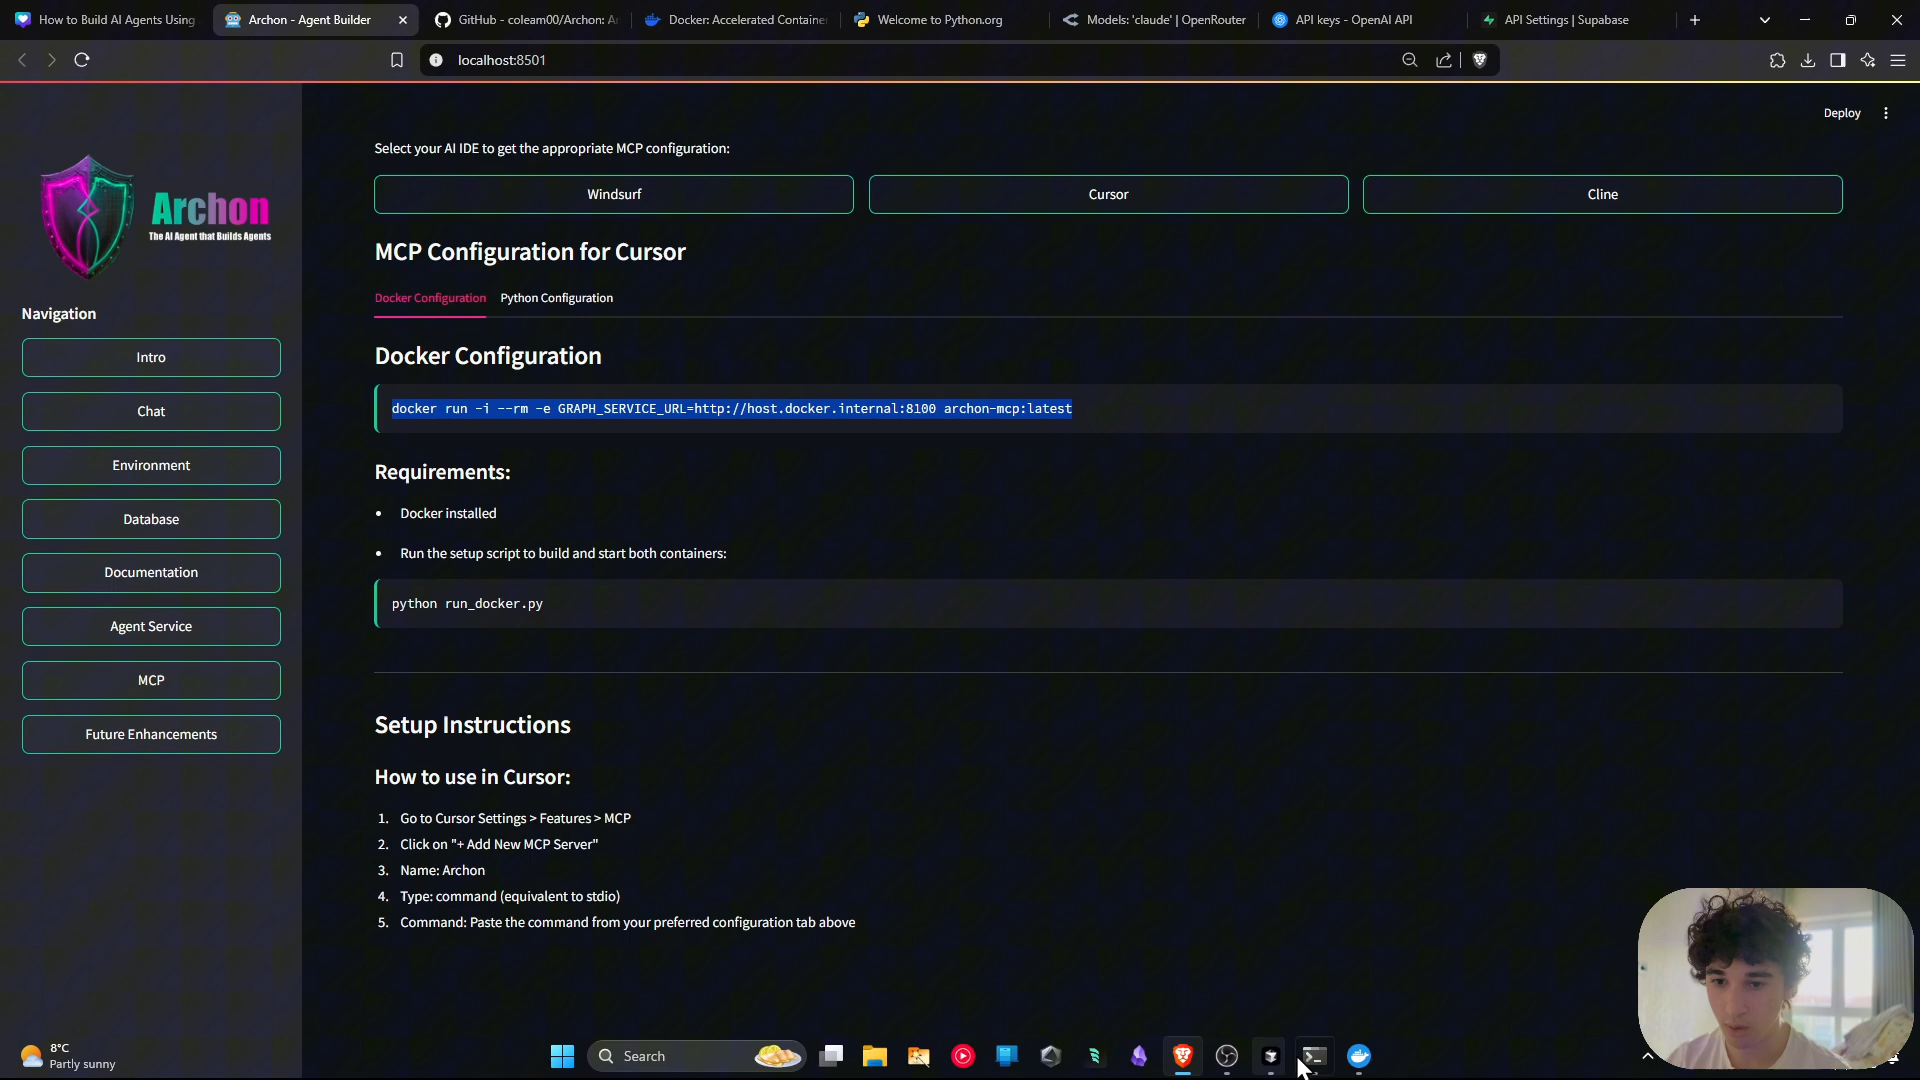 How to Build AI Agents Using
Archon - Agent Builder
GitHub - coleam00/Archon: A
Docker: Accelerated Containe
Welcome to Python.org
Models: 'claude' | OpenRouter
API keys - OpenAI API
API Settings | Supabase
localhost:8501
Deploy
Archon
The AI Agent that Builds Agents
Navigation
Intro
Chat
Environment
Database
Documentation
Agent Service
MCP
Future Enhancements
Select your AI IDE to get the appropriate MCP configuration:
Windsurf
Cursor
Cline
MCP Configuration for Cursor
Docker Configuration
Python Configuration
Docker Configuration
docker run -i --rm -e GRAPH_SERVICE_URL=http://host.docker.internal:8100 archon-mcp:latest
Requirements:
• Docker installed
• Run the setup script to build and start both containers:
python run_docker.py
Setup Instructions
How to use in Cursor:
1. Go to Cursor Settings > Features > MCP
2. Click on "+ Add New MCP Server"
3. Name: Archon
4. Type: command (equivalent to stdio)
5. Command: Paste the command from your preferred configuration tab above
8°C
Partly sunny
Search